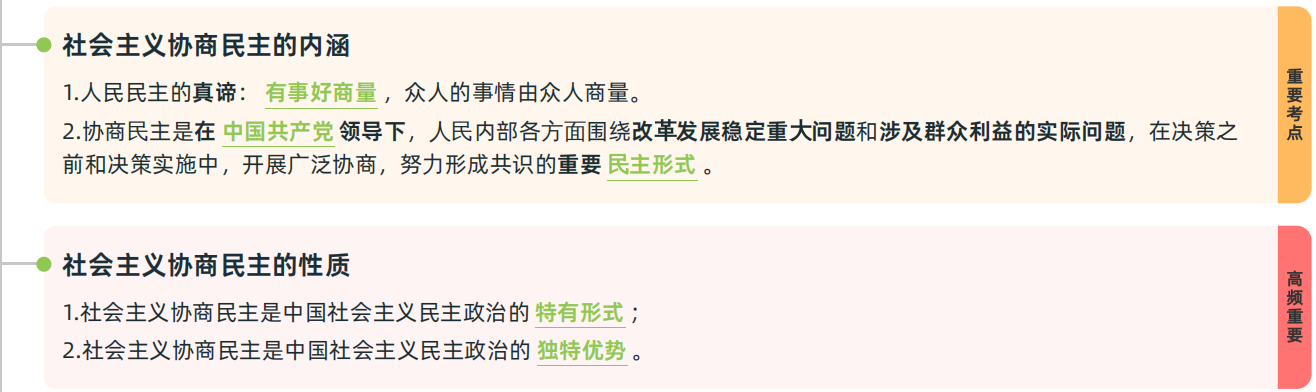 社会主义协商民主的内涵
1.人民民主的真谛：有事好商量，众人的事情由众人商量。
2.协商民主是在中国共产党领导下，人民内部各方面围绕改革发展稳定重大问题和涉及群众利益的实际问题，在决策之
前和决策实施中，开展广泛协商，努力形成共识的重要民主形式。
重要考点
社会主义协商民主的性质
1.社会主义协商民主是中国社会主义民主政治的特有形式；
2.社会主义协商民主是中国社会主义民主政治的独特优势。
高频重要